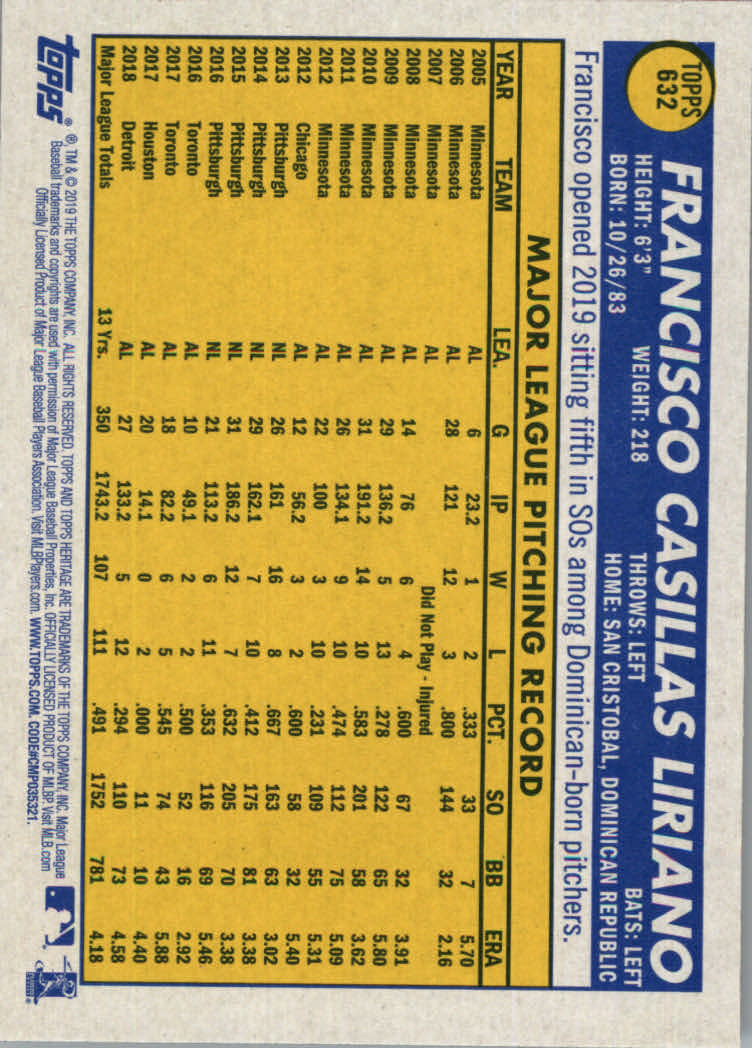 TOPPS
632
FRANCISCO CASILLAS LIRIANO
HEIGHT: 6'3" WEIGHT: 218 THROWS: LEFT BATS: LEFT
BORN: 10/26/83 HOME: SAN CRISTOBAL, DOMINICAN REPUBLIC
Francisco opened 2019 sitting fifth in SOs among Dominican-born pitchers.
MAJOR LEAGUE PITCHING RECORD
YEAR TEAM LEA. G IP W L PCT. SO BB ERA
2005 Minnesota AL 6 23.2 1 2 .333 33 7 5.70
2006 Minnesota AL 28 121 12 3 .800 144 32 2.16
2007 Minnesota AL Did Not Play - Injured
2008 Minnesota AL 14 76 6 4 .600 67 32 3.91
2009 Minnesota AL 29 136.2 5 13 .278 122 65 5.80
2010 Minnesota AL 31 191.2 14 10 .583 201 58 3.62
2011 Minnesota AL 26 134.1 9 10 .474 112 75 5.09
2012 Minnesota AL 22 100 3 10 .231 109 55 5.31
2012 Chicago AL 12 56.2 3 2 .600 58 32 5.40
2013 Pittsburgh NL 26 161 16 8 .667 163 63 3.02
2014 Pittsburgh NL 29 162.1 7 10 .412 175 81 3.38
2015 Pittsburgh NL 31 186.2 12 7 .632 205 70 3.38
2016 Pittsburgh NL 21 113.2 6 11 .353 116 69 5.46
2016 Toronto AL 10 49.1 2 2 .500 52 16 2.92
2017 Toronto AL 18 82.2 6 5 .545 74 43 5.88
2017 Houston AL 20 14.1 0 2 .000 11 10 4.40
2018 Detroit AL 27 133.2 5 12 .294 110 73 4.58
Major League Totals 13 Yrs. 350 1743.2 107 111 .491 1752 781 4.18
topps®
®, TM & © 2019 THE TOPPS COMPANY, INC. ALL RIGHTS RESERVED. TOPPS AND TOPPS HERITAGE ARE TRADEMARKS OF THE TOPPS COMPANY, INC. Major League
Baseball trademarks and copyrights are used with permission of Major League Baseball Properties, Inc. OFFICIALLY LICENSED PRODUCT OF MLBP. Visit MLB.com
Officially Licensed Product of Major League Baseball Players Association. Visit MLBPlayers.com. WWW.TOPPS.COM. CODE#CMP035321.